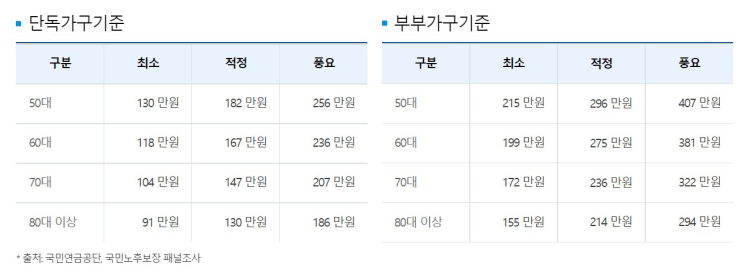 단독가구기준
구분 최소 적정 풍요
50대 130 만원 182 만원 256 만원
60대 118 만원 167 만원 236 만원
70대 104 만원 147 만원 207 만원
80대 이상 91 만원 130 만원 186 만원
* 출처: 국민연금공단, 국민노후보장 패널조사
부부가구기준
구분 최소 적정 풍요
50대 215 만원 296 만원 407 만원
60대 199 만원 275 만원 381 만원
70대 172 만원 236 만원 322 만원
80대 이상 155 만원 214 만원 294 만원